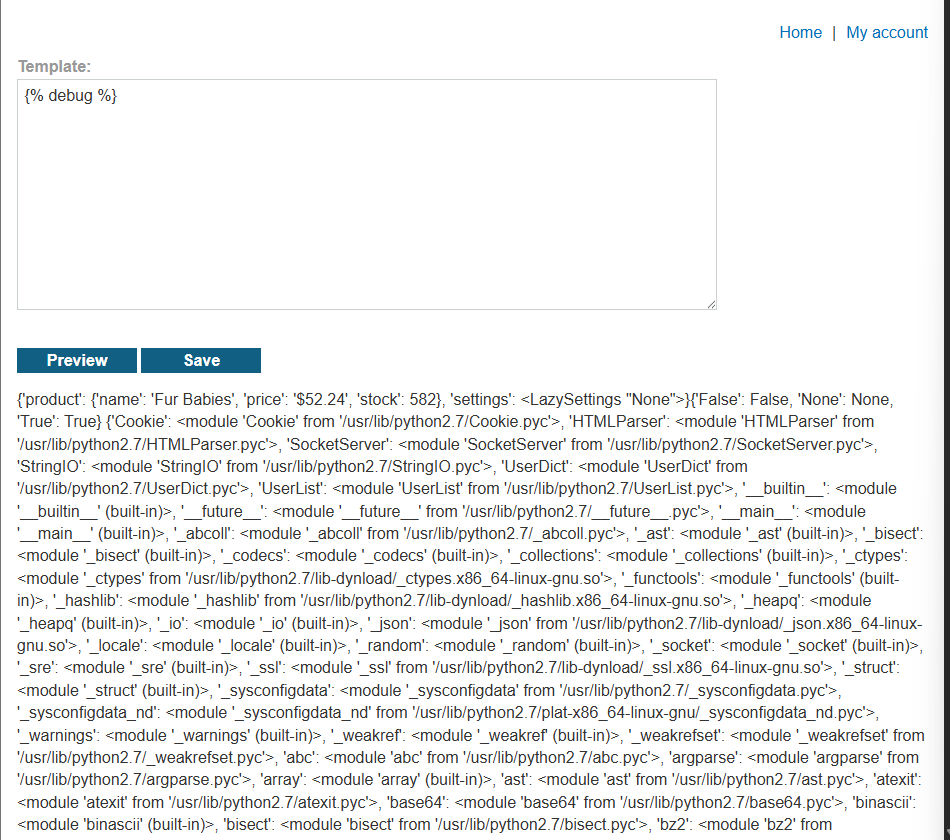 Home | My account
Template:
{% debug %}
Preview Save
{'product': {'name': 'Fur Babies', 'price': '$52.24', 'stock': 582}, 'settings': <LazySettings "None">}{'False': False, 'None': None,
'True': True} {'Cookie': <module 'Cookie' from '/usr/lib/python2.7/Cookie.pyc'>, 'HTMLParser': <module 'HTMLParser' from
'/usr/lib/python2.7/HTMLParser.pyc'>, 'SocketServer': <module 'SocketServer' from '/usr/lib/python2.7/SocketServer.pyc'>,
'StringIO': <module 'StringIO' from '/usr/lib/python2.7/StringIO.pyc'>, 'UserDict': <module 'UserDict' from
'/usr/lib/python2.7/UserDict.pyc'>, 'UserList': <module 'UserList' from '/usr/lib/python2.7/UserList.pyc'>, '__builtin__': <module
'__builtin__' (built-in)>, '__future__': <module '__future__' from '/usr/lib/python2.7/__future__.pyc'>, '__main__': <module
'__main__' (built-in)>, '_abcoll': <module '_abcoll' from '/usr/lib/python2.7/_abcoll.pyc'>, '_ast': <module '_ast' (built-in)>, '_bisect':
<module '_bisect' (built-in)>, '_codecs': <module '_codecs' (built-in)>, '_collections': <module '_collections' (built-in)>, '_ctypes':
<module '_ctypes' from '/usr/lib/python2.7/lib-dynload/_ctypes.x86_64-linux-gnu.so'>, '_functools': <module '_functools' (built-
in)>, '_hashlib': <module '_hashlib' from '/usr/lib/python2.7/lib-dynload/_hashlib.x86_64-linux-gnu.so'>, '_heapq': <module
'_heapq' (built-in)>, '_io': <module '_io' (built-in)>, '_json': <module '_json' from '/usr/lib/python2.7/lib-dynload/_json.x86_64-linux-
gnu.so'>, '_locale': <module '_locale' (built-in)>, '_random': <module '_random' (built-in)>, '_socket': <module '_socket' (built-in)>,
'_sre': <module '_sre' (built-in)>, '_ssl': <module '_ssl' from '/usr/lib/python2.7/lib-dynload/_ssl.x86_64-linux-gnu.so'>, '_struct':
<module '_struct' (built-in)>, '_sysconfigdata': <module '_sysconfigdata' from '/usr/lib/python2.7/_sysconfigdata.pyc'>,
'_sysconfigdata_nd': <module '_sysconfigdata_nd' from '/usr/lib/python2.7/plat-x86_64-linux-gnu/_sysconfigdata_nd.pyc'>,
'_warnings': <module '_warnings' (built-in)>, '_weakref': <module '_weakref' (built-in)>, '_weakrefset': <module '_weakrefset' from
'/usr/lib/python2.7/_weakrefset.pyc'>, 'abc': <module 'abc' from '/usr/lib/python2.7/abc.pyc'>, 'argparse': <module 'argparse' from
'/usr/lib/python2.7/argparse.pyc'>, 'array': <module 'array' (built-in)>, 'ast': <module 'ast' from '/usr/lib/python2.7/ast.pyc'>, 'atexit':
<module 'atexit' from '/usr/lib/python2.7/atexit.pyc'>, 'base64': <module 'base64' from '/usr/lib/python2.7/base64.pyc'>, 'binascii':
<module 'binascii' (built-in)>, 'bisect': <module 'bisect' from '/usr/lib/python2.7/bisect.pyc'>, 'bz2': <module 'bz2' from